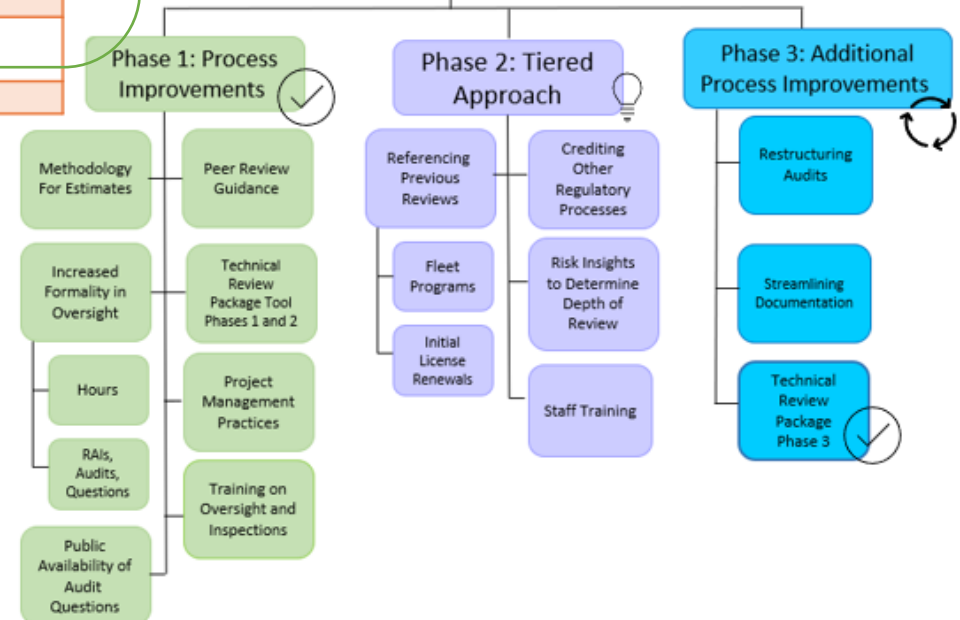 Phase 1: Process
Improvements
Methodology
For Estimates
Peer Review
Guidance
Increased
Formality in
Oversight
Technical
Review
Package Tool
Phases 1 and 2
Hours
Project
Management
Practices
RAIs,
Audits,
Questions
Training on
Oversight and
Inspections
Public
Availability of
Audit
Questions
Phase 2: Tiered
Approach
Referencing
Previous
Reviews
Crediting
Other
Regulatory
Processes
Fleet
Programs
Risk Insights
to Determine
Depth of
Review
Initial
License
Renewals
Staff Training
Phase 3: Additional
Process Improvements
Restructuring
Audits
Streamlining
Documentation
Technical
Review
Package
Phase 3